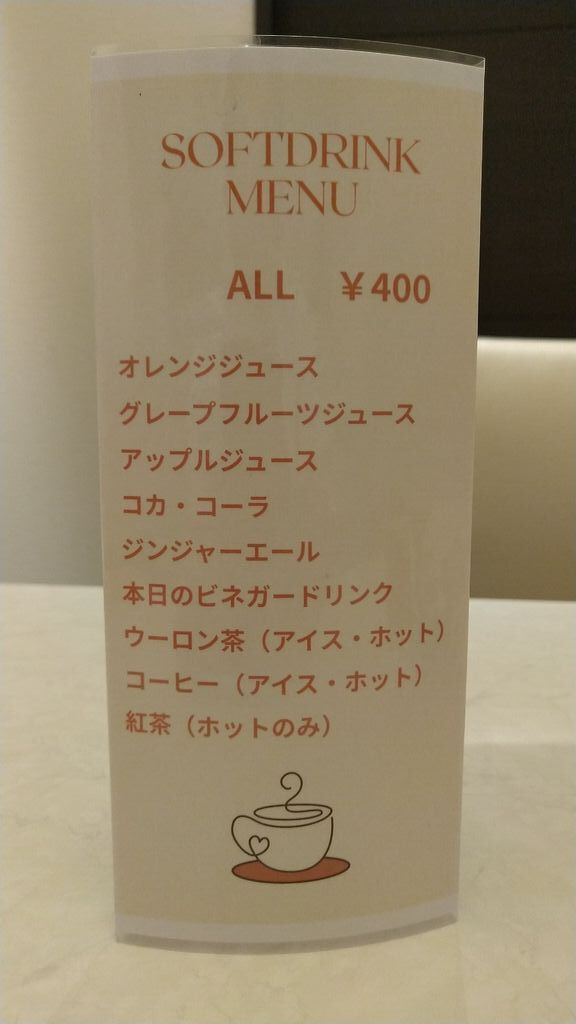 SOFTDRINK
MENU
ALL ¥400
オレンジジュース
グレープフルーツジュース
アップルジュース
コカ・コーラ
ジンジャーエール
本日のビネガードリンク
ウーロン茶（アイス・ホット）
コーヒー（アイス・ホット）
紅茶（ホットのみ）